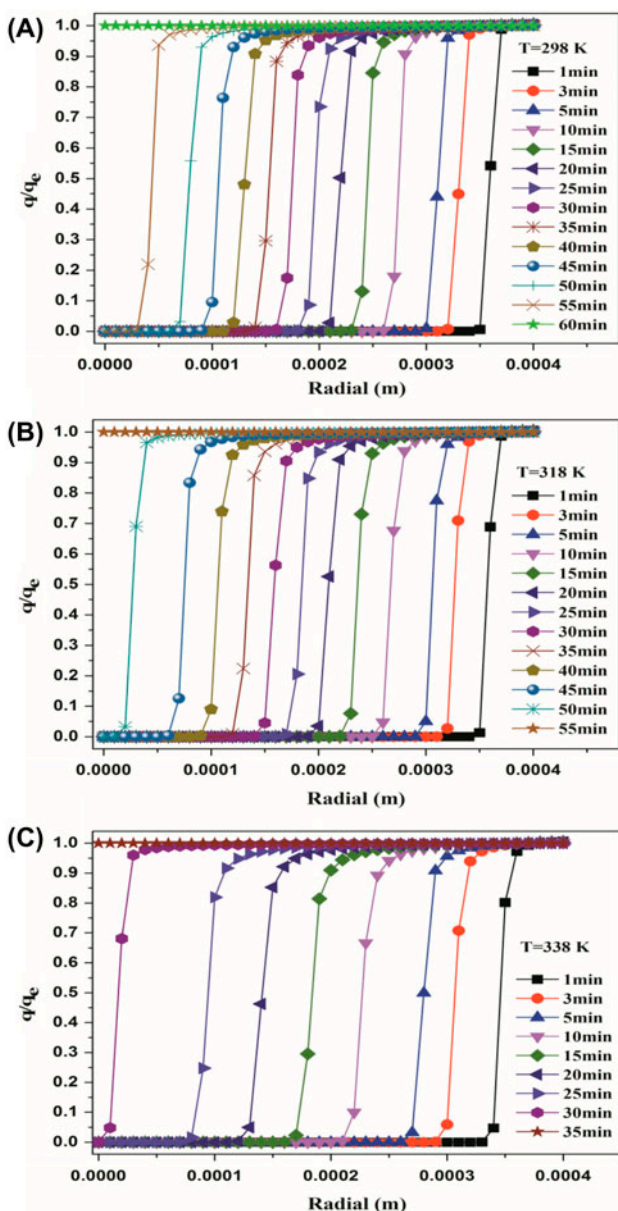 (A)
1.0
0.9
0.8
0.7
0.6
0.5
0.4
0.3
0.2
0.1
0.0
q/qe
T=298 K
1min
3min
5min
10min
15min
20min
25min
30min
35min
40min
45min
50min
55min
60min
0.0000 0.0001 0.0002 0.0003 0.0004
Radial (m)
(B)
1.0
0.9
0.8
0.7
0.6
0.5
0.4
0.3
0.2
0.1
0.0
q/qe
T=318 K
1min
3min
5min
10min
15min
20min
25min
30min
35min
40min
45min
50min
55min
0.0000 0.0001 0.0002 0.0003 0.0004
Radial (m)
(C)
1.0
0.9
0.8
0.7
0.6
0.5
0.4
0.3
0.2
0.1
0.0
q/qe
T=338 K
1min
3min
5min
10min
15min
20min
25min
30min
35min
0.0000 0.0001 0.0002 0.0003 0.0004
Radial (m)